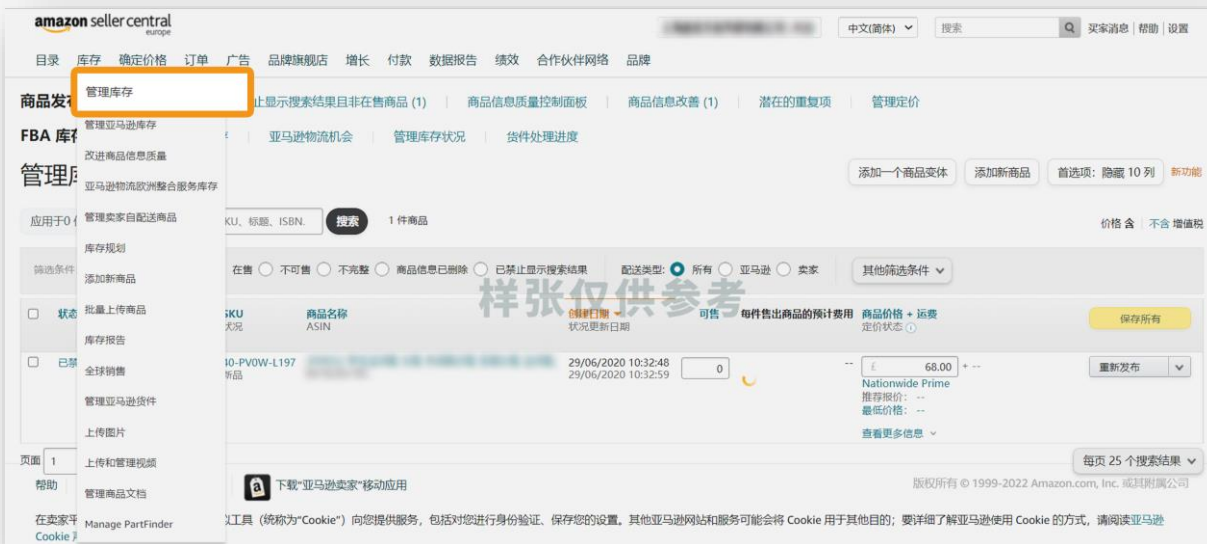 amazon seller central
europe
中文(简体)
搜索
买家消息 | 帮助 | 设置
目录 库存 确定价格 订单 广告 品牌旗舰店 增长 付款 数据报告 绩效 合作伙伴网络 品牌
管理库存
商品发
止显示搜索结果且非在售商品 (1) | 商品信息质量控制面板 | 商品信息改善 (1) | 潜在的重复项 | 管理定价
管理亚马逊库存
FBA 库存
亚马逊物流机会 | 管理库存状况 | 货件处理进度
改进商品信息质量
管理库
亚马逊物流欧洲整合服务库存
添加一个商品变体 添加新商品 首选项：隐藏 10 列 新功能
管理卖家自配送商品
应用于0
KU、标题、ISBN. 搜索 1 件商品
价格 含 | 不含 增值税
库存规划
筛选条件
在售 不可售 不完整 商品信息已删除 已禁止显示搜索结果 配送类型: 所有 亚马逊 卖家 其他筛选条件
添加新商品
样张仅供参考
批量上传商品
状态
SKU 商品名称 创建日期 可售 每件售出商品的预计费用 商品价格 + 运费
状况 ASIN 状况更新日期 定价状态
保存所有
库存报告
已禁
40-PV0W-L197
新品
29/06/2020 10:32:48
29/06/2020 10:32:59
0
--
£ 68.00 + --
重新发布
全球销售
Nationwide Prime
推荐报价： --
最低价格： --
管理亚马逊货件
上传图片
查看更多信息
页面 1
上传和管理视频
每页 25 个搜索结果
帮助
下载“亚马逊卖家”移动应用
版权所有 © 1999-2022 Amazon.com, Inc. 或其附属公司
管理商品文档
在卖家平
Manage PartFinder
以工具（统称为“Cookie”）向您提供服务，包括对您进行身份验证、保存您的设置。其他亚马逊网站和服务可能会将 Cookie 用于其他目的；要详细了解亚马逊使用 Cookie 的方式，请阅读亚马逊
Cookie